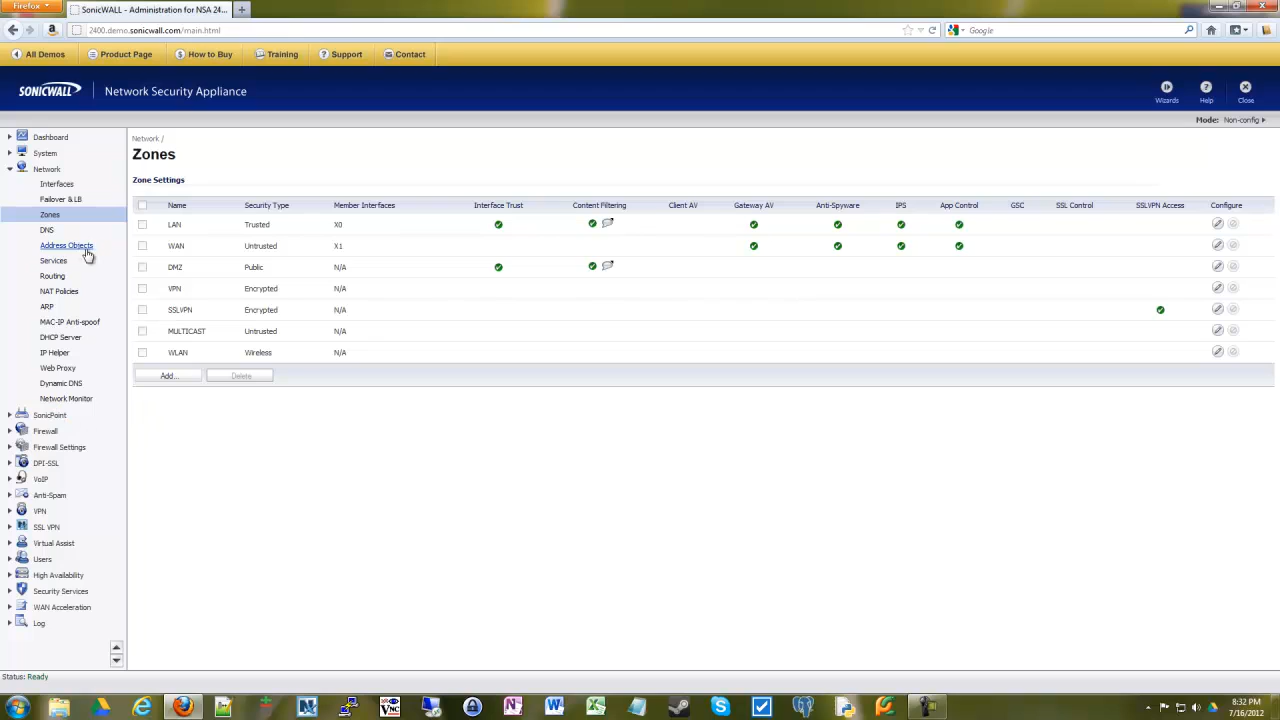 Firefox
SonicWALL - Administration for NSA 24...
2400.demo.sonicwall.com/main.html
Google
All Demos
Product Page
How to Buy
Training
Support
Contact
SONICWALL
Network Security Appliance
Wizards
Help
Close
Mode: Non-config
Dashboard
System
Network
Interfaces
Failover & LB
Zones
DNS
Address Objects
Services
Routing
NAT Policies
ARP
MAC-IP Anti-spoof
DHCP Server
IP Helper
Web Proxy
Dynamic DNS
Network Monitor
SonicPoint
Firewall
Firewall Settings
DPI-SSL
VoIP
Anti-Spam
VPN
SSL VPN
Virtual Assist
Users
High Availability
Security Services
WAN Acceleration
Log
Network /
Zones
Zone Settings
Name Security Type Member Interfaces Interface Trust Content Filtering Client AV Gateway AV Anti-Spyware IPS App Control GSC SSL Control SSLVPN Access Configure
LAN Trusted X0
WAN Untrusted X1
DMZ Public N/A
VPN Encrypted N/A
SSLVPN Encrypted N/A
MULTICAST Untrusted N/A
WLAN Wireless N/A
Add...
Delete
Status: Ready
8:32 PM
7/16/2012